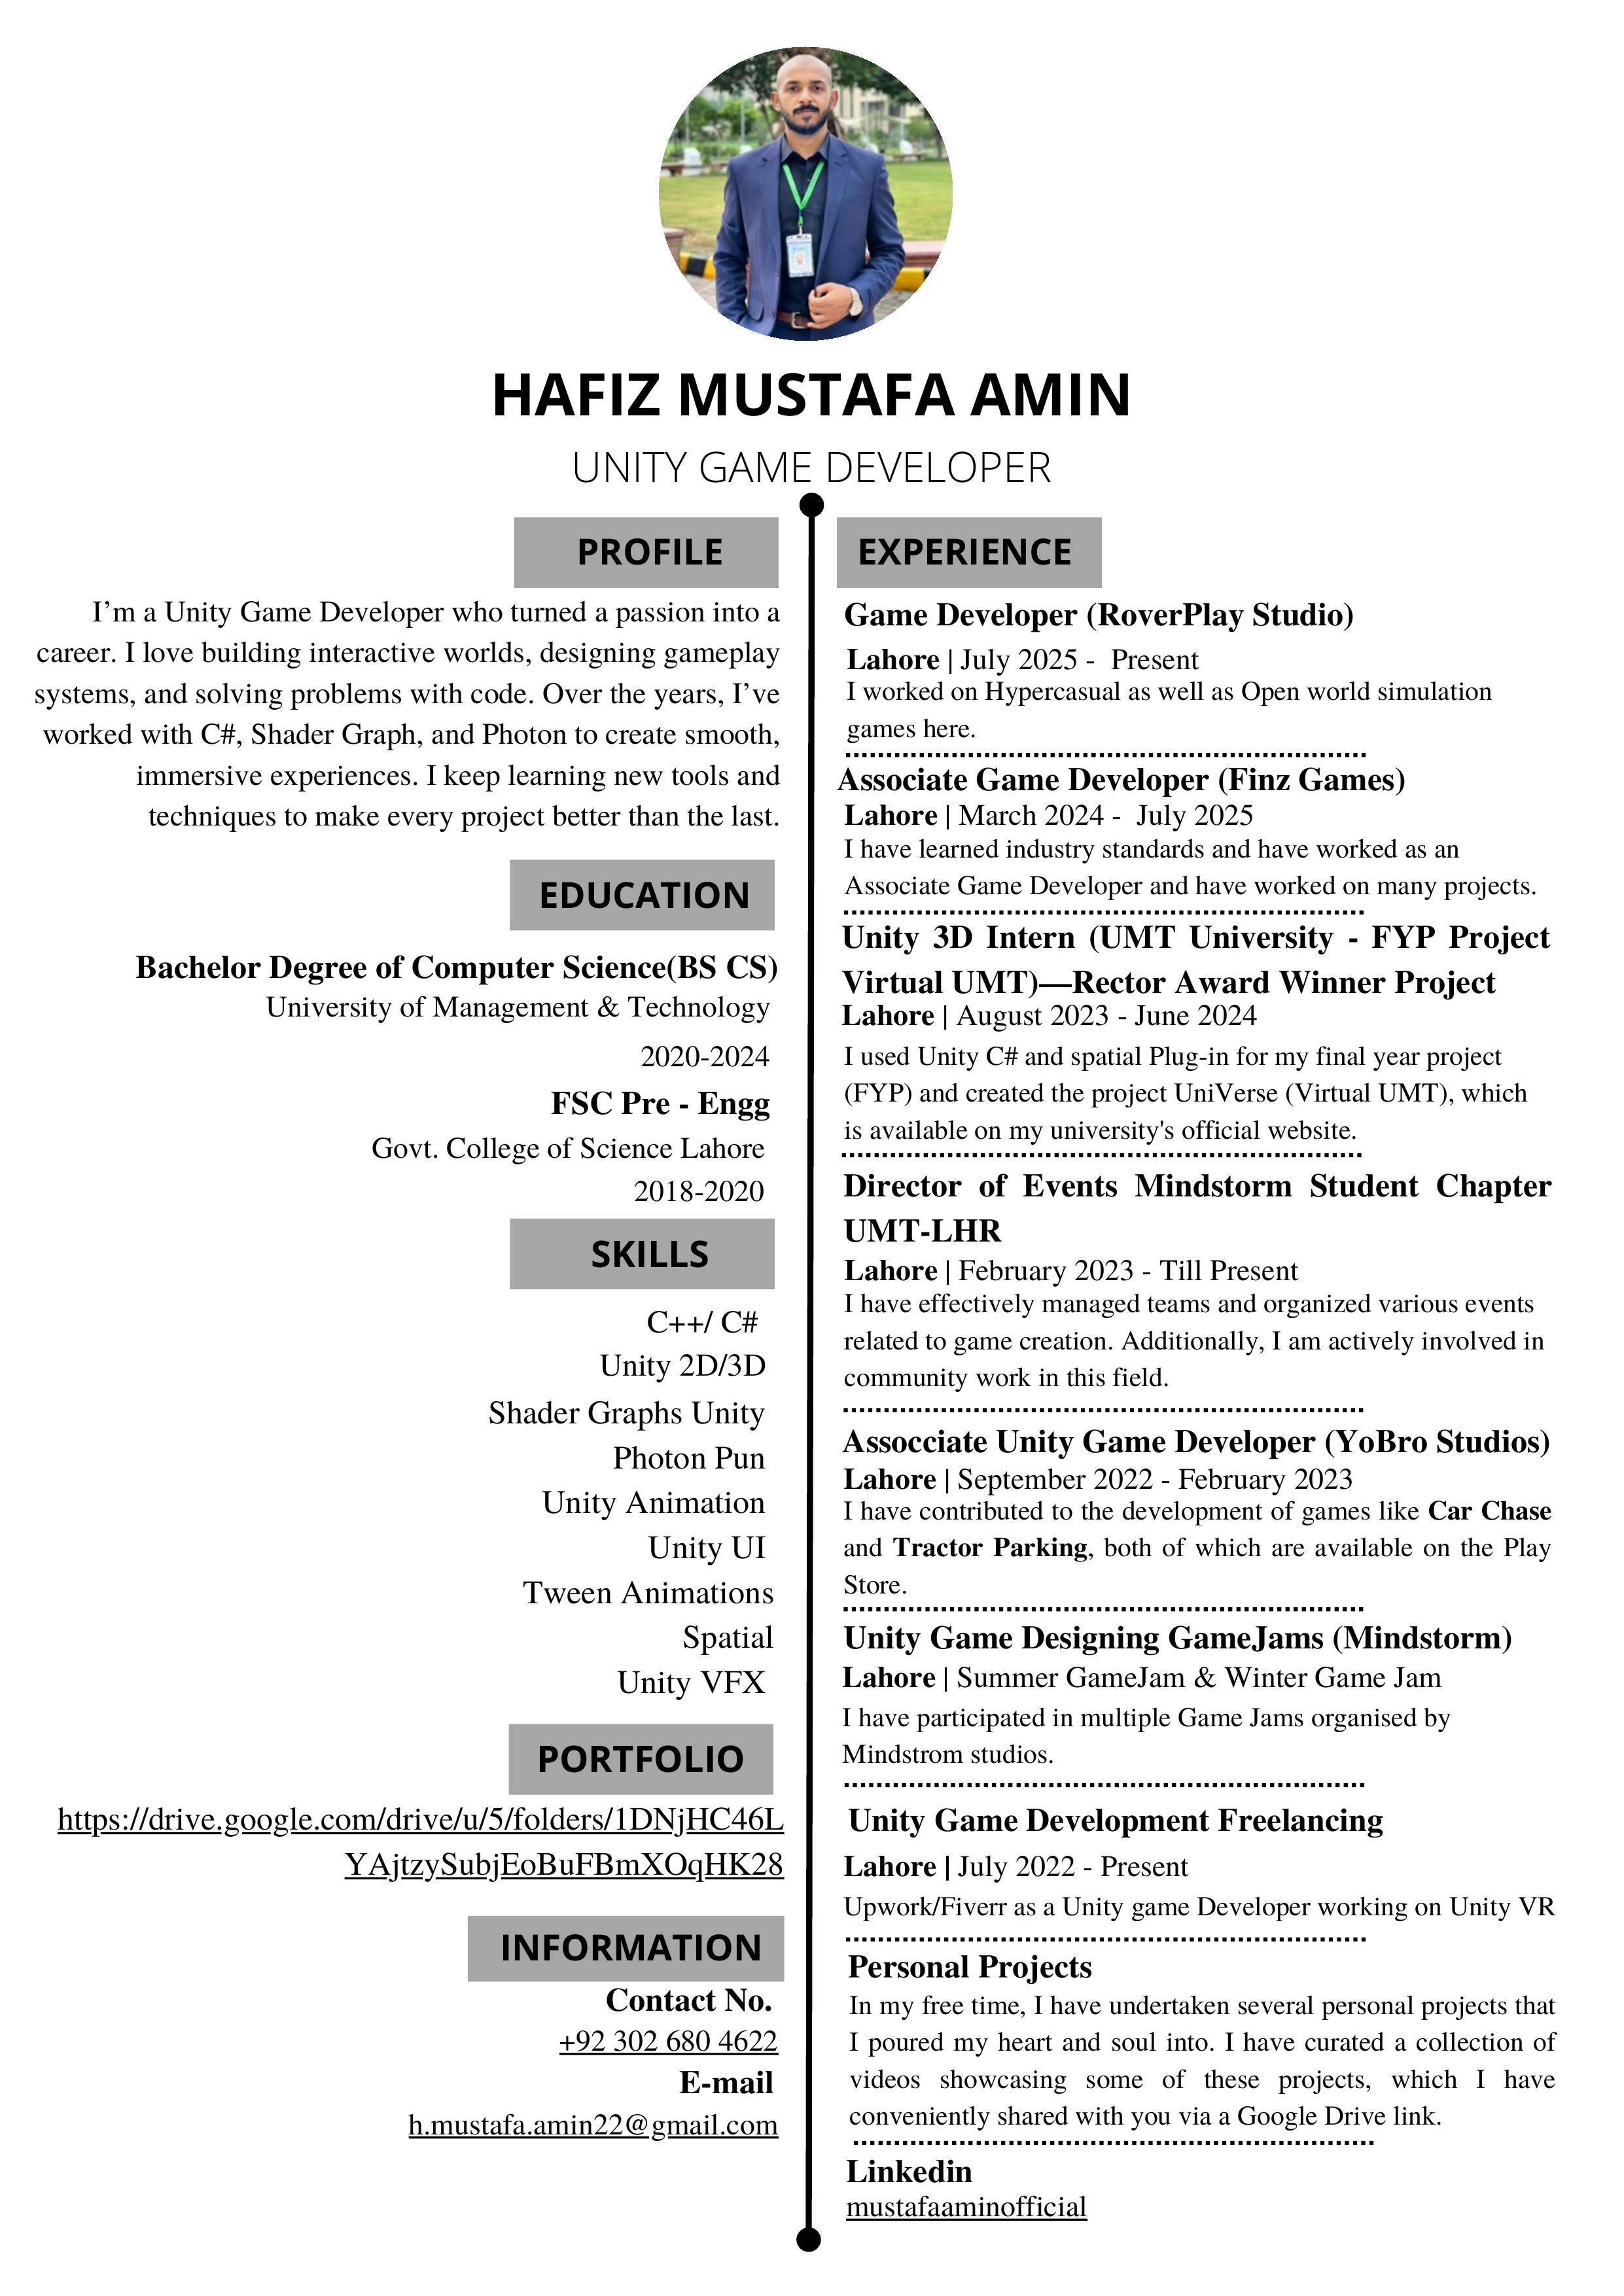 HAFIZ MUSTAFA AMIN
UNITY GAME DEVELOPER
PROFILE
I’m a Unity Game Developer who turned a passion into a
career. I love building interactive worlds, designing gameplay
systems, and solving problems with code. Over the years, I’ve
worked with C#, Shader Graph, and Photon to create smooth,
immersive experiences. I keep learning new tools and
techniques to make every project better than the last.
EDUCATION
Bachelor Degree of Computer Science(BS CS)
University of Management & Technology
2020-2024
FSC Pre - Engg
Govt. College of Science Lahore
2018-2020
SKILLS
C++/ C#
Unity 2D/3D
Shader Graphs Unity
Photon Pun
Unity Animation
Unity UI
Tween Animations
Spatial
Unity VFX
PORTFOLIO
https://drive.google.com/drive/u/5/folders/1DNjHC46L
YAjtzySubjEoBuFBmXOqHK28
INFORMATION
Contact No.
+92 302 680 4622
E-mail
h.mustafa.amin22@gmail.com
EXPERIENCE
Game Developer (RoverPlay Studio)
Lahore | July 2025 - Present
I worked on Hypercasual as well as Open world simulation
games here.
Associate Game Developer (Finz Games)
Lahore | March 2024 - July 2025
I have learned industry standards and have worked as an
Associate Game Developer and have worked on many projects.
Unity 3D Intern (UMT University - FYP Project
Virtual UMT)—Rector Award Winner Project
Lahore | August 2023 - June 2024
I used Unity C# and spatial Plug-in for my final year project
(FYP) and created the project UniVerse (Virtual UMT), which
is available on my university's official website.
Director of Events Mindstorm Student Chapter
UMT-LHR
Lahore | February 2023 - Till Present
I have effectively managed teams and organized various events
related to game creation. Additionally, I am actively involved in
community work in this field.
Assocciate Unity Game Developer (YoBro Studios)
Lahore | September 2022 - February 2023
I have contributed to the development of games like Car Chase
and Tractor Parking, both of which are available on the Play
Store.
Unity Game Designing GameJams (Mindstorm)
Lahore | Summer GameJam & Winter Game Jam
I have participated in multiple Game Jams organised by
Mindstrom studios.
Unity Game Development Freelancing
Lahore | July 2022 - Present
Upwork/Fiverr as a Unity game Developer working on Unity VR
Personal Projects
In my free time, I have undertaken several personal projects that
I poured my heart and soul into. I have curated a collection of
videos showcasing some of these projects, which I have
conveniently shared with you via a Google Drive link.
Linkedin
mustafaaminofficial